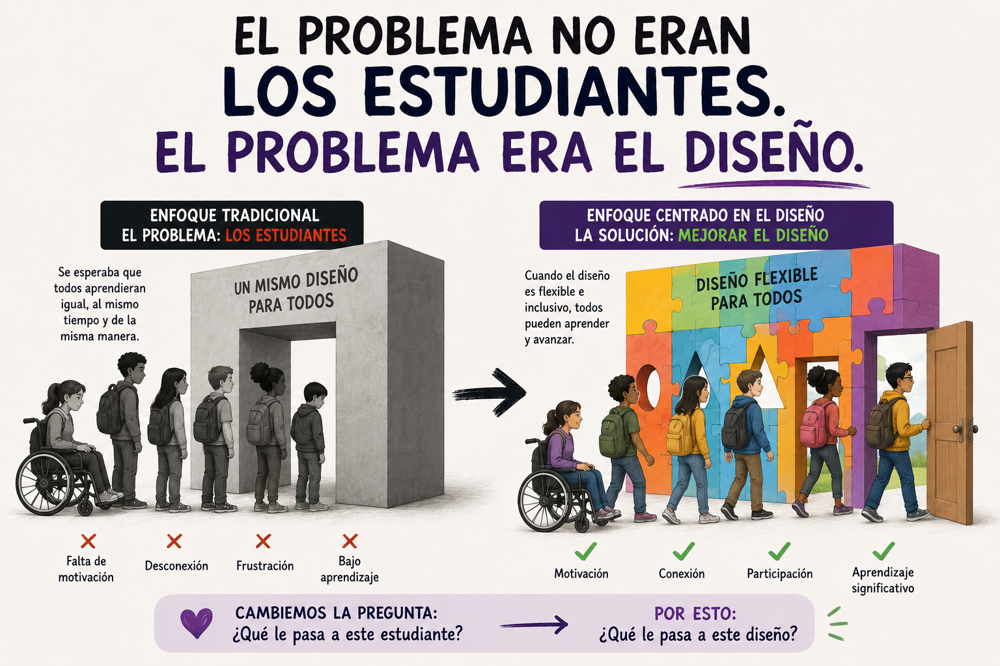 EL PROBLEMA NO ERAN
LOS ESTUDIANTES.
EL PROBLEMA ERA EL DISEÑO.
ENFOQUE TRADICIONAL
EL PROBLEMA: LOS ESTUDIANTES
Se esperaba que
todos aprendieran
igual, al mismo
tiempo y de la
misma manera.
UN MISMO DISEÑO
PARA TODOS
Falta de
motivación
Desconexión
Frustración
Bajo
aprendizaje
ENFOQUE CENTRADO EN EL DISEÑO
LA SOLUCIÓN: MEJORAR EL DISEÑO
Cuando el diseño
es flexible e
inclusivo, todos
pueden aprender
y avanzar.
DISEÑO FLEXIBLE
PARA TODOS
Motivación
Conexión
Participación
Aprendizaje
significativo
CAMBIEMOS LA PREGUNTA:
¿Qué le pasa a este estudiante?
POR ESTO:
¿Qué le pasa a este diseño?